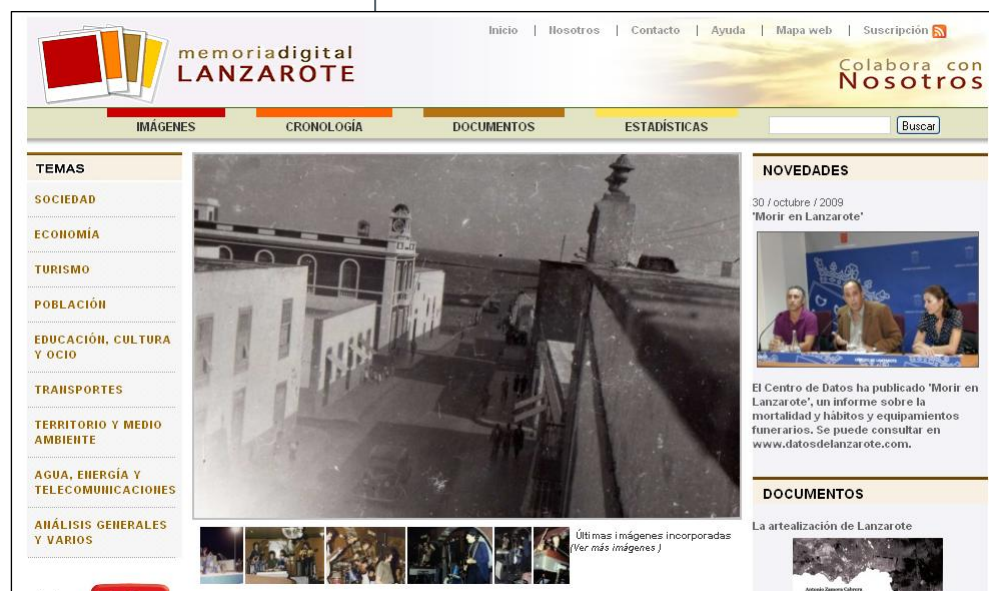 memoriadigital
LANZAROTE
Inicio | Nosotros | Contacto | Ayuda | Mapa web | Suscripción
Colabora con
Nosotros
IMÁGENES CRONOLOGÍA DOCUMENTOS ESTADÍSTICAS Buscar
TEMAS
SOCIEDAD
ECONOMÍA
TURISMO
POBLACIÓN
EDUCACIÓN, CULTURA
Y OCIO
TRANSPORTES
TERRITORIO Y MEDIO
AMBIENTE
AGUA, ENERGÍA Y
TELECOMUNICACIONES
ANÁLISIS GENERALES
Y VARIOS
Últimas imágenes incorporadas
(Ver más imágenes )
NOVEDADES
30 / octubre / 2009
'Morir en Lanzarote'
El Centro de Datos ha publicado 'Morir en
Lanzarote', un informe sobre la
mortalidad y hábitos y equipamientos
funerarios. Se puede consultar en
www.datosdelanzarote.com.
DOCUMENTOS
La artealización de Lanzarote
Antonio Zamora Cabrera